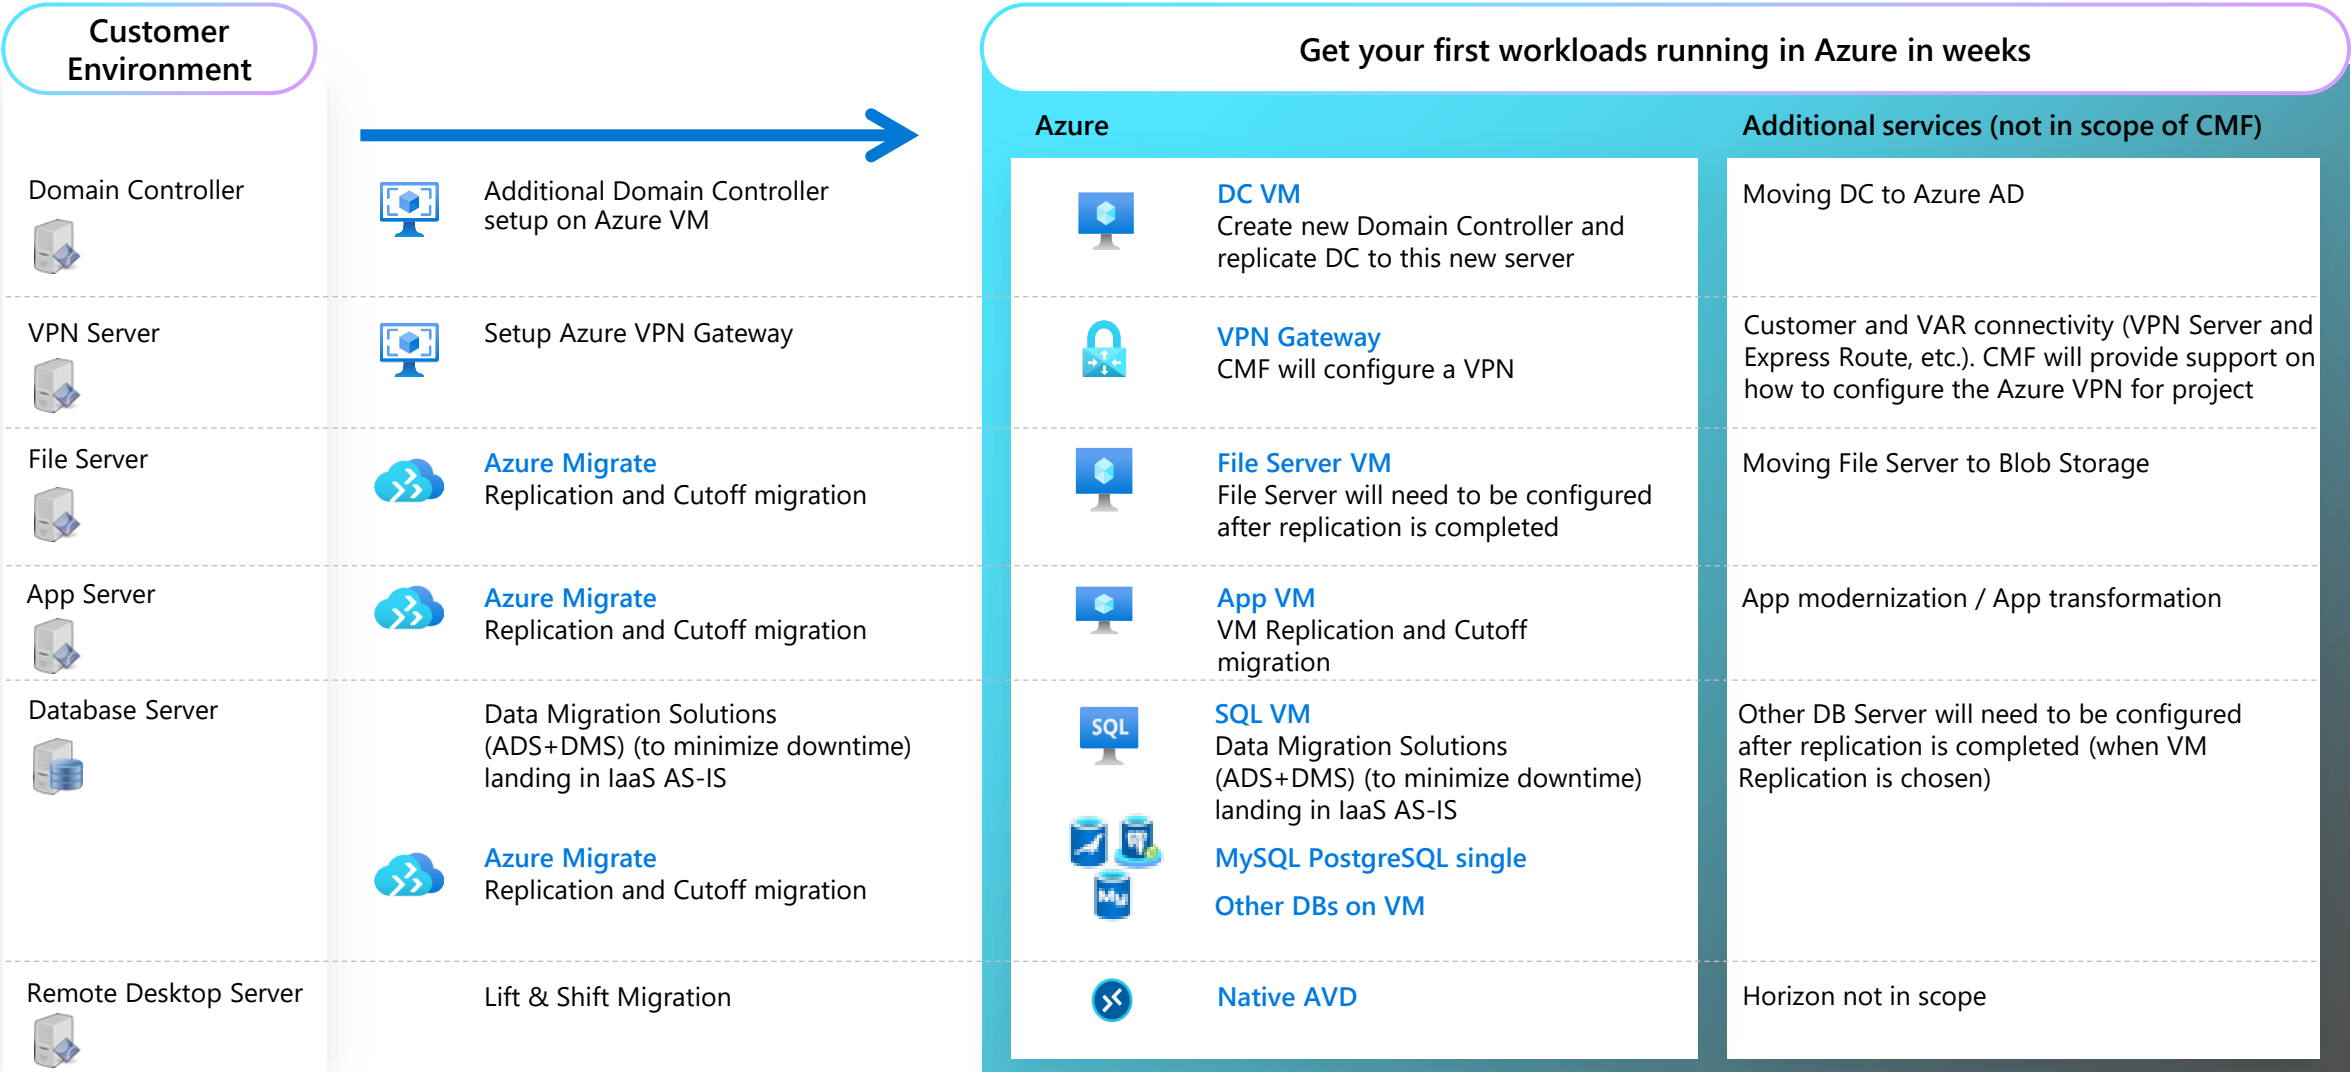 Customer
Environment
Get your first workloads running in Azure in weeks
Azure
Additional services (not in scope of CMF)
Domain Controller
Additional Domain Controller
setup on Azure VM
DC VM
Create new Domain Controller and
replicate DC to this new server
Moving DC to Azure AD
VPN Server
Setup Azure VPN Gateway
VPN Gateway
CMF will configure a VPN
Customer and VAR connectivity (VPN Server and
Express Route, etc.). CMF will provide support on
how to configure the Azure VPN for project
File Server
Azure Migrate
Replication and Cutoff migration
File Server VM
File Server will need to be configured
after replication is completed
Moving File Server to Blob Storage
App Server
Azure Migrate
Replication and Cutoff migration
App VM
VM Replication and Cutoff
migration
App modernization / App transformation
Database Server
Data Migration Solutions
(ADS+DMS) (to minimize downtime)
landing in IaaS AS-IS
Azure Migrate
Replication and Cutoff migration
SQL
SQL VM
Data Migration Solutions
(ADS+DMS) (to minimize downtime)
landing in IaaS AS-IS
MySQL PostgreSQL single
My
Other DBs on VM
Other DB Server will need to be configured
after replication is completed (when VM
Replication is chosen)
Remote Desktop Server
Lift & Shift Migration
Native AVD
Horizon not in scope